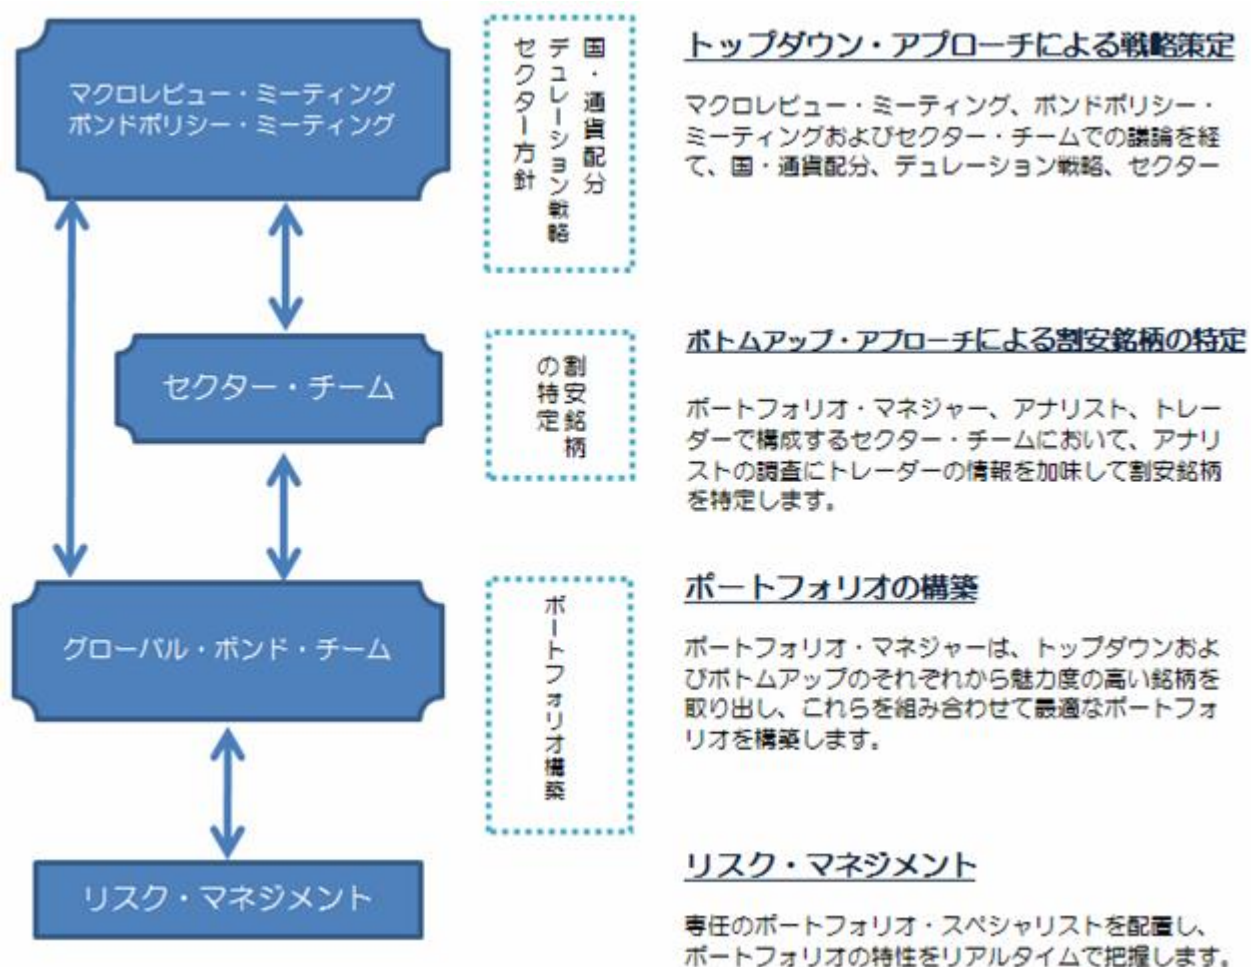 マクロレビュー・ミーティング
ボンドポリシー・ミーティング
国・通貨配分
デュレーション戦略
セクター方針
トップダウン・アプローチによる戦略策定
マクロレビュー・ミーティング、ボンドポリシー・
ミーティングおよびセクター・チームでの議論を経
て、国・通貨配分、デュレーション戦略、セクター
セクター・チーム
割安銘柄
の特定
ボトムアップ・アプローチによる割安銘柄の特定
ポートフォリオ・マネジャー、アナリスト、トレー
ダーで構成するセクター・チームにおいて、アナリ
ストの調査にトレーダーの情報を加味して割安銘柄
を特定します。
グローバル・ボンド・チーム
ポートフォリオ構築
ポートフォリオの構築
ポートフォリオ・マネジャーは、トップダウンおよ
びボトムアップのそれぞれから魅力度の高い銘柄を
取り出し、これらを組み合わせて最適なポートフォ
リオを構築します。
リスク・マネジメント
リスク・マネジメント
専任のポートフォリオ・スペシャリストを配置し、
ポートフォリオの特性をリアルタイムで把握します。